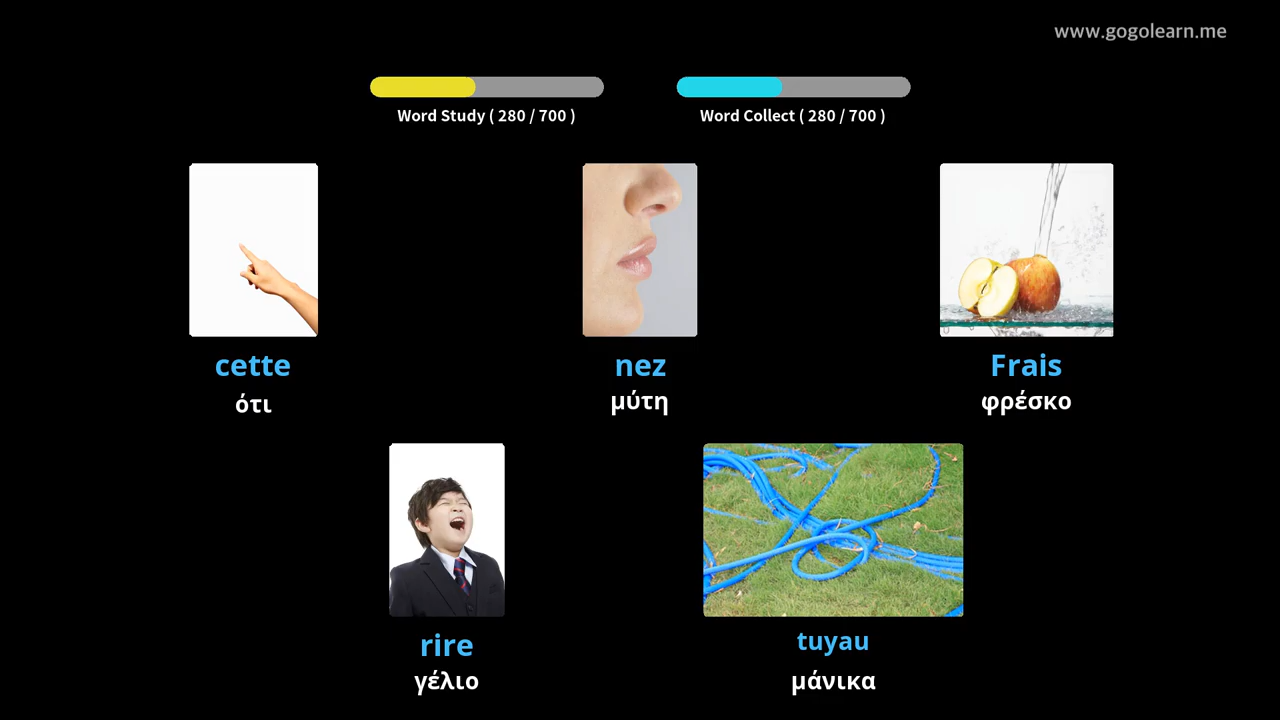 www.gogolearn.me
Word Study ( 280 / 700 )
Word Collect ( 280 / 700 )
cette
ότι
nez
μύτη
Frais
φρέσκο
rire
γέλιο
tuyau
μάνικα